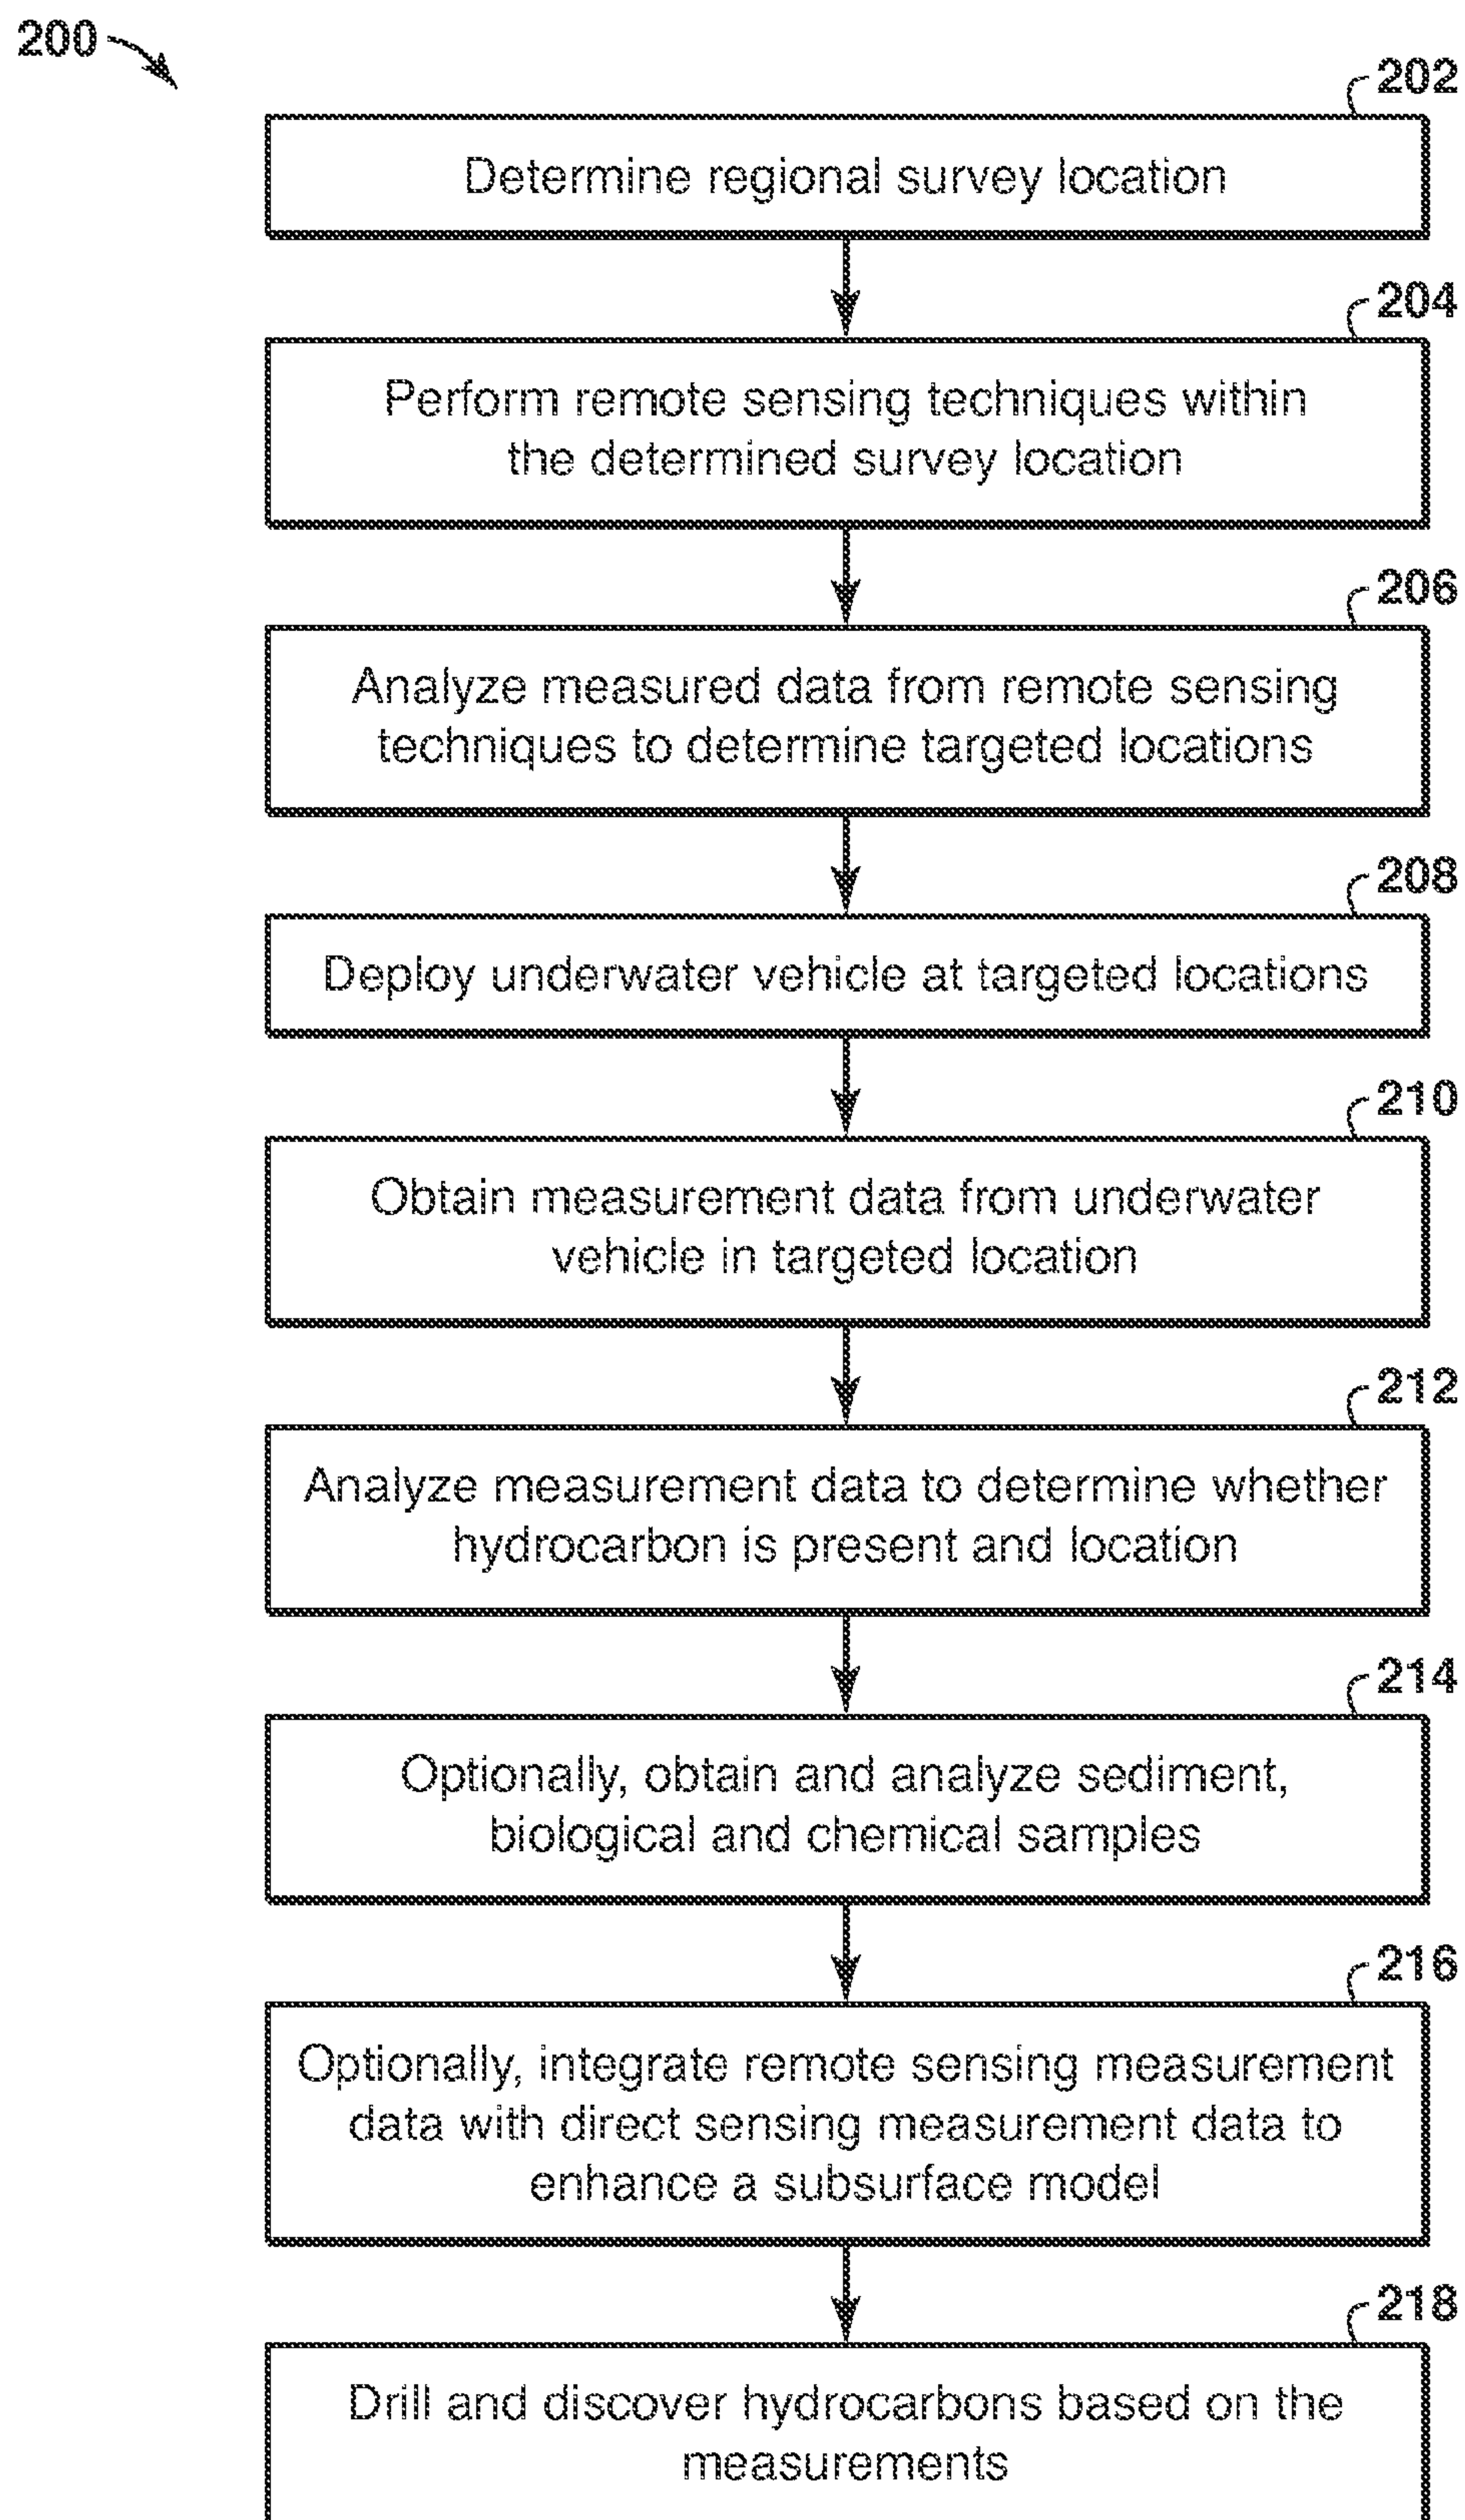 200
202
Determine regional survey location
204
Perform remote sensing techniques within
the determined survey location
206
Analyze measured data from remote sensing
techniques to determine targeted locations
208
Deploy underwater vehicle at targeted locations
210
Obtain measurement data from underwater
vehicle in targeted location
212
Analyze measurement data to determine whether
hydrocarbon is present and location
214
Optionally, obtain and analyze sediment,
biological and chemical samples
216
Optionally, integrate remote sensing measurement
data with direct sensing measurement data to
enhance a subsurface model
218
Drill and discover hydrocarbons based on the
measurements